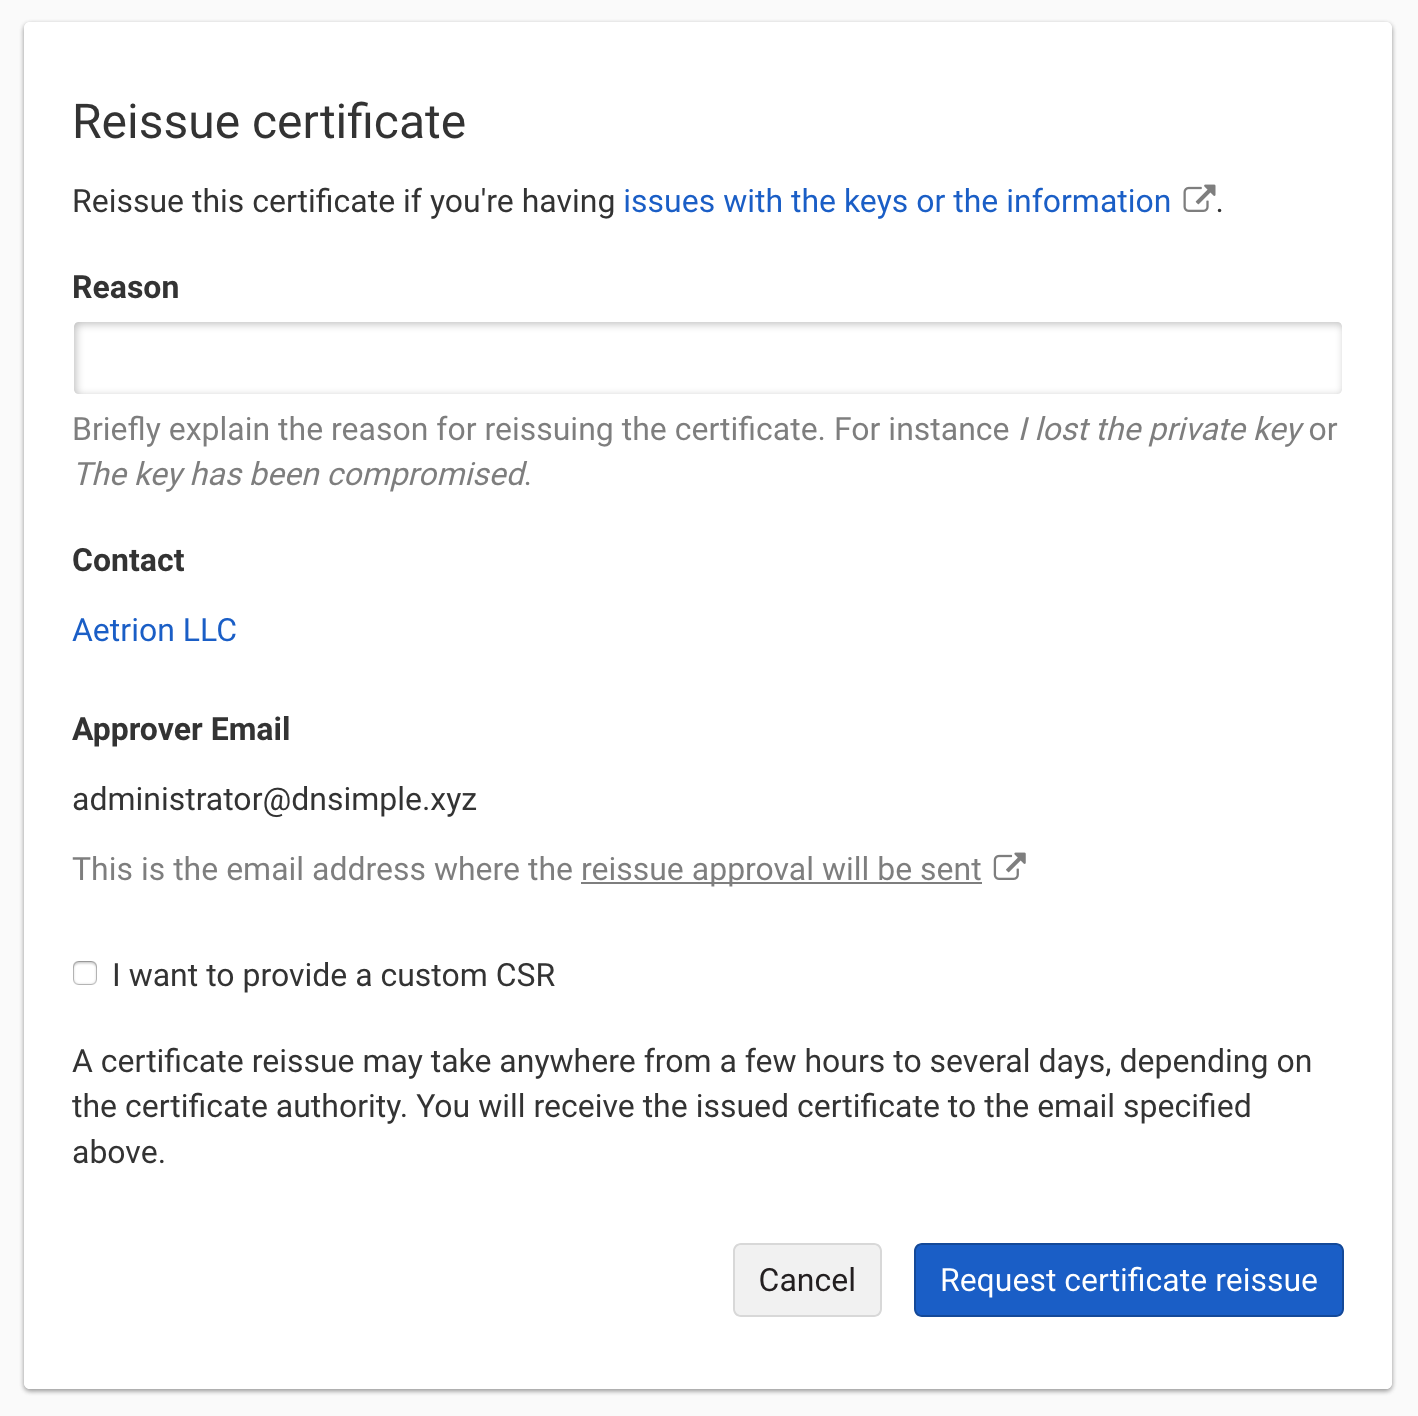 Reissue certificate
Reissue this certificate if you're having issues with the keys or the information.
Reason
Briefly explain the reason for reissuing the certificate. For instance I lost the private key or
The key has been compromised.
Contact
Aetrion LLC
Approver Email
administrator@dnsimple.xyz
This is the email address where the reissue approval will be sent
I want to provide a custom CSR
A certificate reissue may take anywhere from a few hours to several days, depending on
the certificate authority. You will receive the issued certificate to the email specified
above.
Cancel
Request certificate reissue